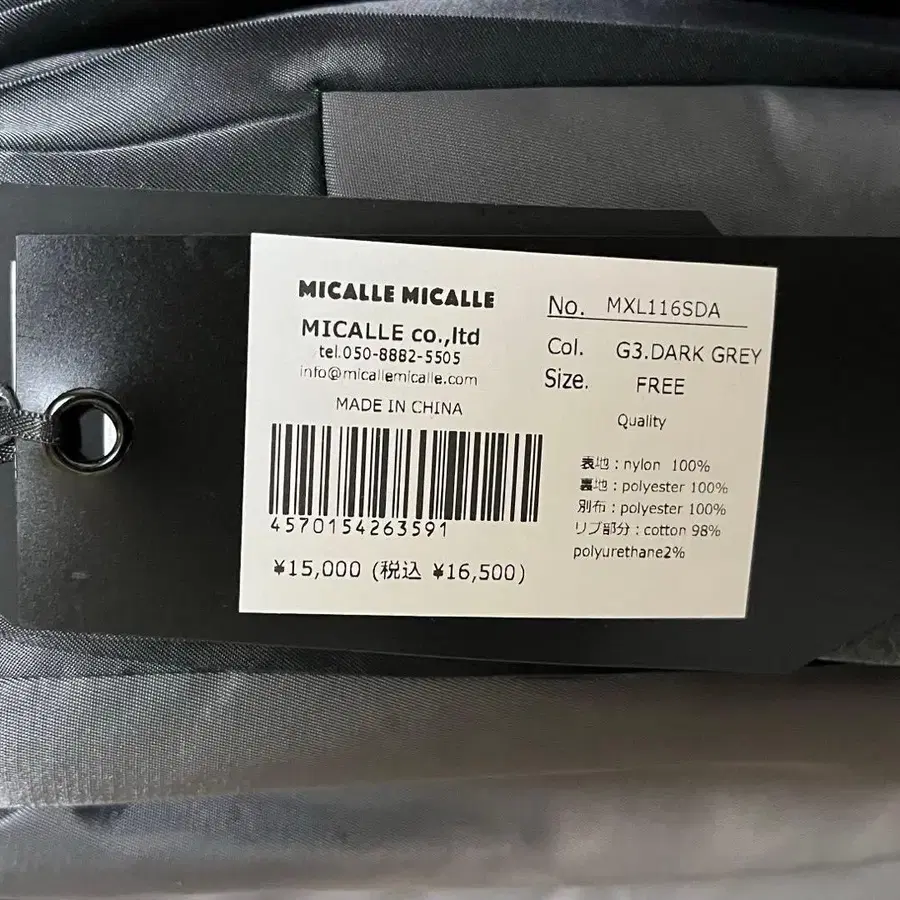 MICALLE MICALLE
MICALLE co.,ltd
tel.050-8882-5505
info@micallemicalle.com
MADE IN CHINA
4570154263591
¥15,000 (税込 ¥16,500)
No. MXL116SDA
Col. G3.DARK GREY
Size. FREE
Quality
表地 : nylon 100%
裏地 : polyester 100%
別布 : polyester 100%
リブ部分 : cotton 98%
polyurethane2%